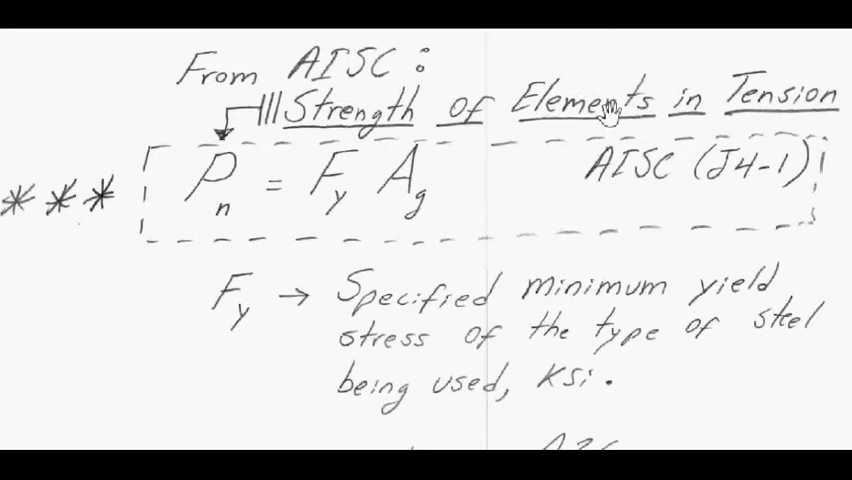 From AISC:
Strength of Elements in Tension
Pn = Fy Ag AISC (J4-1)
***
Fy → Specified minimum yield
stress of the type of steel
being used, ksi.